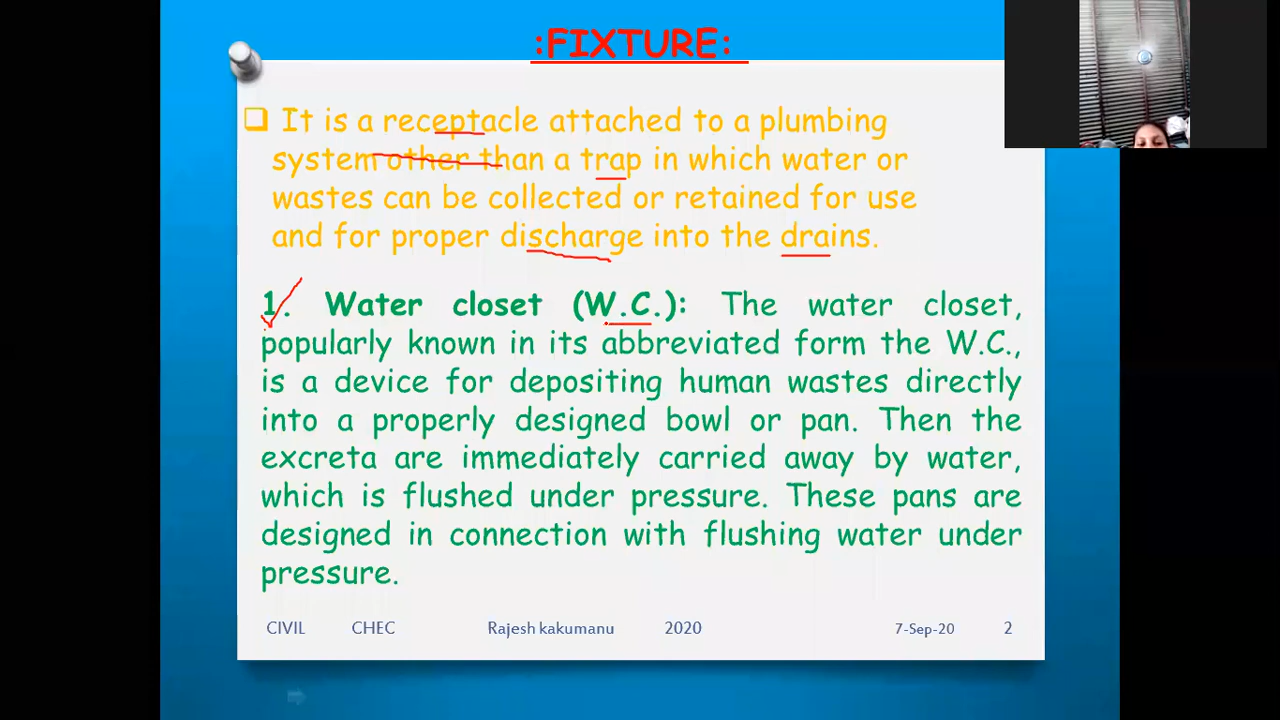 :FIXTURE:
It is a receptacle attached to a plumbing
system other than a trap in which water or
wastes can be collected or retained for use
and for proper discharge into the drains.
1. Water closet (W.C.): The water closet,
popularly known in its abbreviated form the W.C.,
is a device for depositing human wastes directly
into a properly designed bowl or pan. Then the
excreta are immediately carried away by water,
which is flushed under pressure. These pans are
designed in connection with flushing water under
pressure.
CIVIL CHEC Rajesh kakumanu 2020 7-Sep-20 2